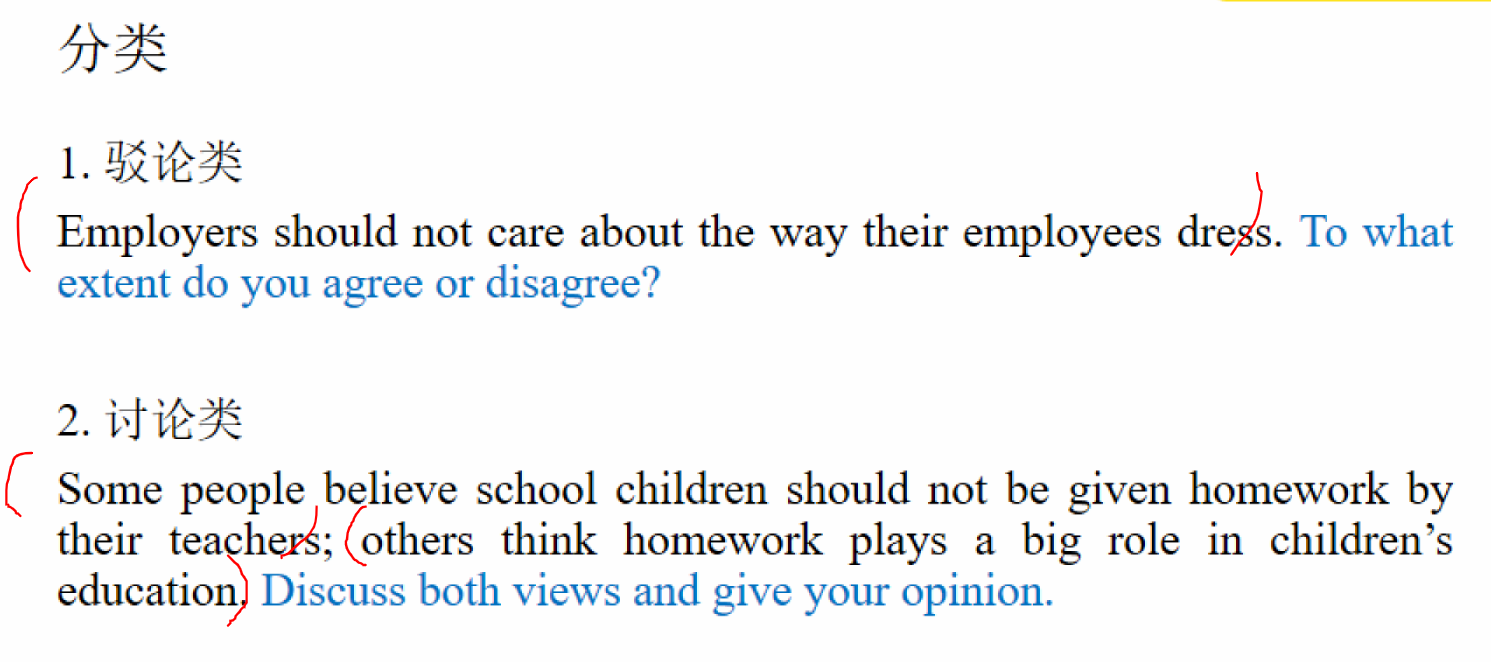 分类
1. 驳论类
Employers should not care about the way their employees dress. To what
extent do you agree or disagree?
2. 讨论类
Some people believe school children should not be given homework by
their teachers; others think homework plays a big role in children’s
education. Discuss both views and give your opinion.